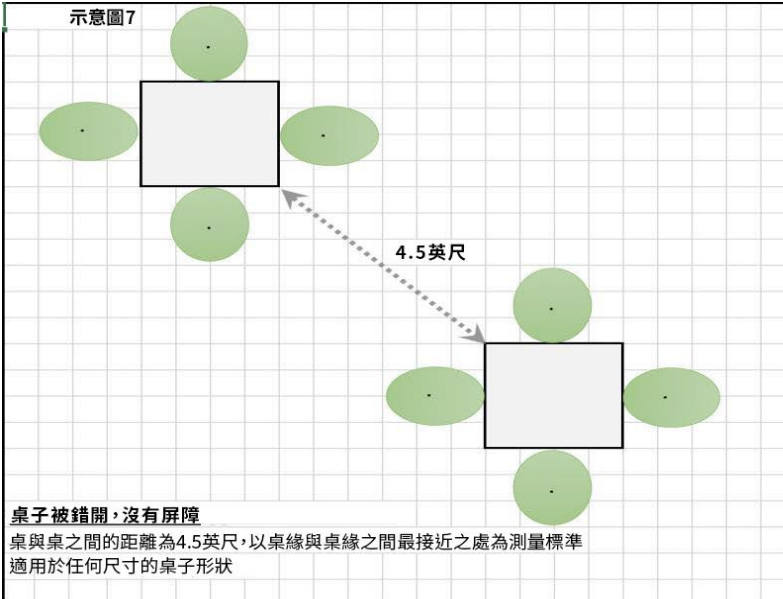 示意圖7
4.5英尺
桌子被錯開，沒有屏障
桌與桌之間的距離為4.5英尺，以桌緣與桌緣之間最接近之處為測量標準
適用於任何尺寸的桌子形狀